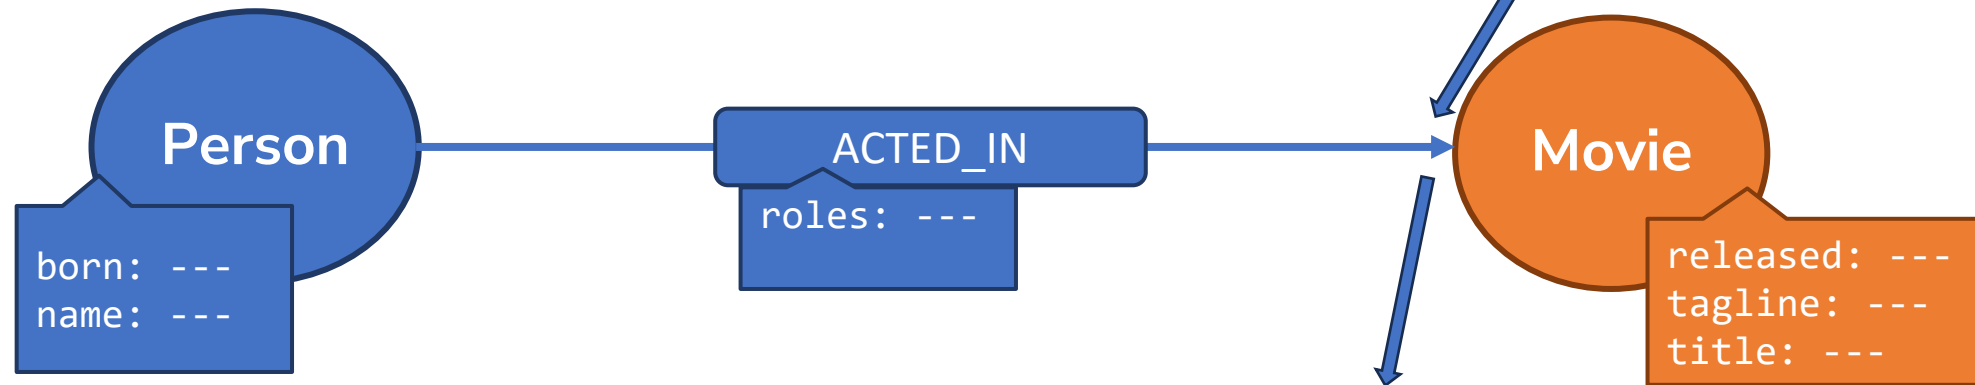 Person
born: ---
name: ---
ACTED_IN
roles: ---
Movie
released: ---
tagline: ---
title: ---